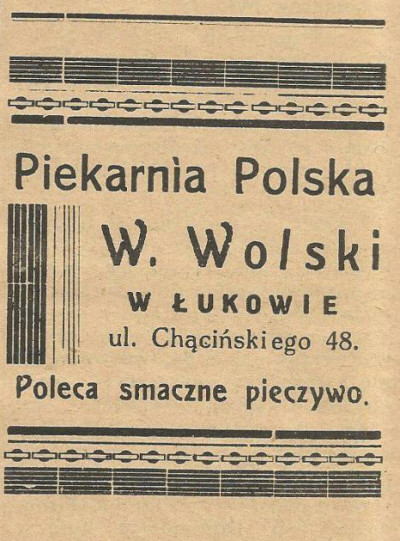 Piekarnia Polska
W. Wolski
W ŁUKOWIE
ul. Chącińskiego 48.
Poleca smaczne pieczywo.